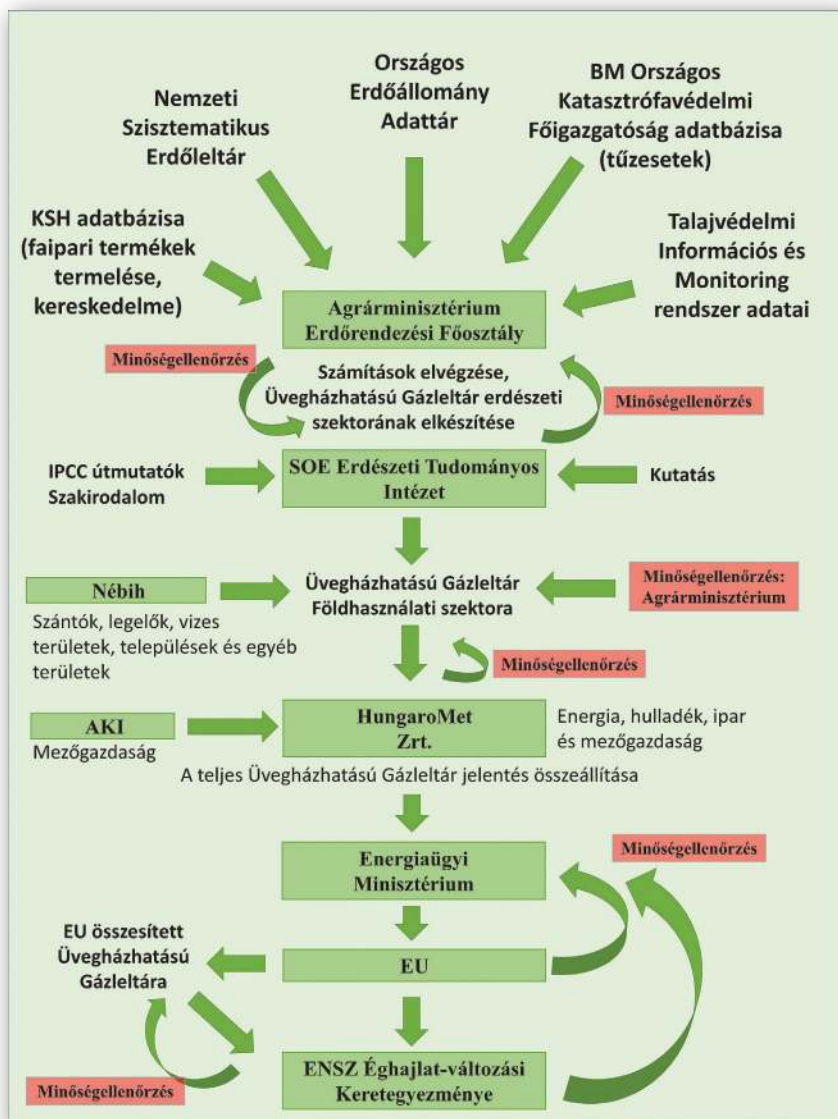 Országos
Erdőállomány
Adattár
Nemzeti
Szisztematikus
Erdőleltár
BM Országos
Katasztrófavédelmi
Főigazgatóság adatbázisa
(tűzesetek)
KSH adatbázisa
(faipari termékek
termelése,
kereskedelme)
Talajvédelmi
Információs és
Monitoring
rendszer adatai
Agrárminisztérium
Erdőrendezési Főosztály
Minőségellenőrzés
Számítások elvégzése,
Üvegházhatású Gázleltár erdészeti
szektorának elkészítése
Minőségellenőrzés
IPCC útmutatók
Szakirodalom
SOE Erdészeti Tudományos
Intézet
Kutatás
Nébih
Szántók, legelők, vizes
területek, települések és egyéb
területek
Üvegházhatású Gázleltár
Földhasználati szektora
Minőségellenőrzés:
Agrárminisztérium
Minőségellenőrzés
AKI
Mezőgazdaság
HungaroMet
Zrt.
Energia, hulladék, ipar
és mezőgazdaság
A teljes Üvegházhatású Gázleltár jelentés összeállítása
Energiaügyi
Minisztérium
Minőségellenőrzés
EU összesített
Üvegházhatású
Gázleltára
EU
Minőségellenőrzés
ENSZ Éghajlat-változási
Keretegyezménye